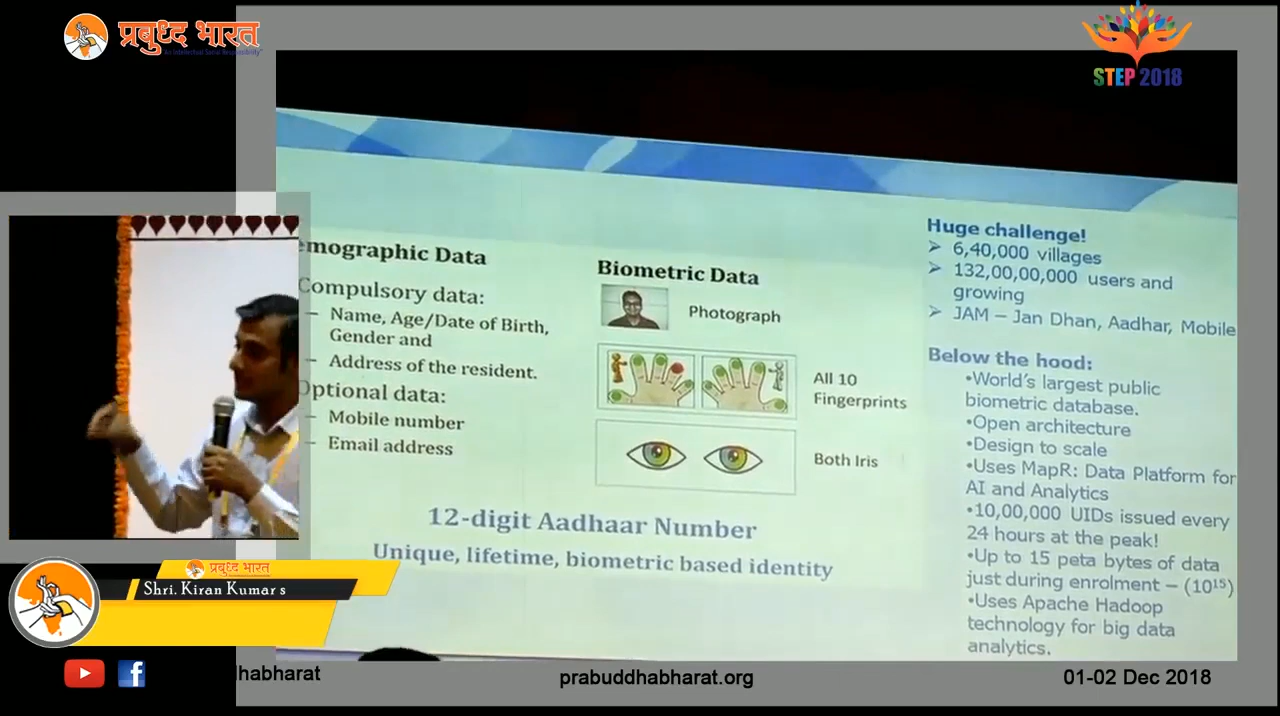 प्रबुध्द भारत
"An Intellectual Social Responsibility"
STEP 2018
emographic Data
Compulsory data:
– Name, Age/Date of Birth,
Gender and
– Address of the resident.
Optional data:
– Mobile number
– Email address
Biometric Data
Photograph
All 10
Fingerprints
Both Iris
12-digit Aadhaar Number
Unique, lifetime, biometric based identity
Huge challenge!
➤ 6,40,000 villages
➤ 132,00,00,000 users and
growing
➤ JAM – Jan Dhan, Aadhar, Mobile
Below the hood:
•World's largest public
biometric database.
•Open architecture
•Design to scale
•Uses MapR: Data Platform for
AI and Analytics
•10,00,000 UIDs issued every
24 hours at the peak!
•Up to 15 peta bytes of data
just during enrolment – (10¹⁵)
•Uses Apache Hadoop
technology for big data
analytics.
प्रबुध्द भारत
Shri. Kiran Kumar s
dhabharat
prabuddhabharat.org
01-02 Dec 2018